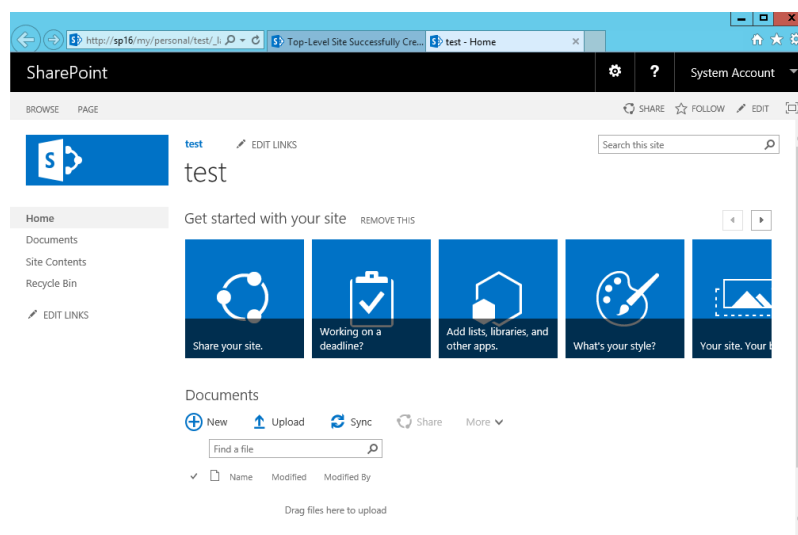 http://sp16/my/personal/test/_l
Top-Level Site Successfully Cre...
test - Home
SharePoint
? System Account
BROWSE PAGE
SHARE FOLLOW EDIT
S
test EDIT LINKS
Search this site
test
Home
Documents
Site Contents
Recycle Bin
EDIT LINKS
Get started with your site REMOVE THIS
Share your site.
Working on a
deadline?
Add lists, libraries, and
other apps.
What's your style?
Your site. Your
Documents
New Upload Sync Share More
Find a file
Name Modified Modified By
Drag files here to upload